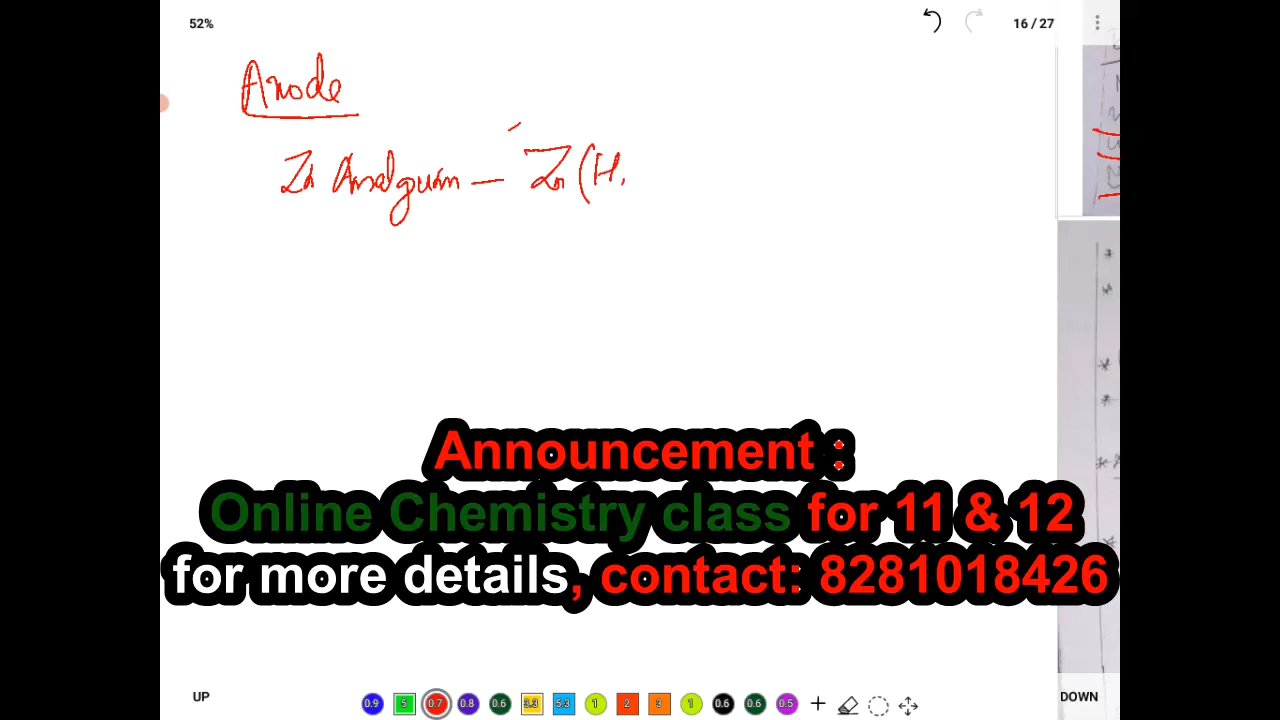 52%
16 / 27
Anode
Zn Amalgum — Zn (H
Announcement :
Online Chemistry class for 11 & 12
for more details, contact: 8281018426
UP
DOWN
0.9 5 0.7 0.8 0.6 3.3 5.3 1 2 3 1 0.6 0.6 0.5